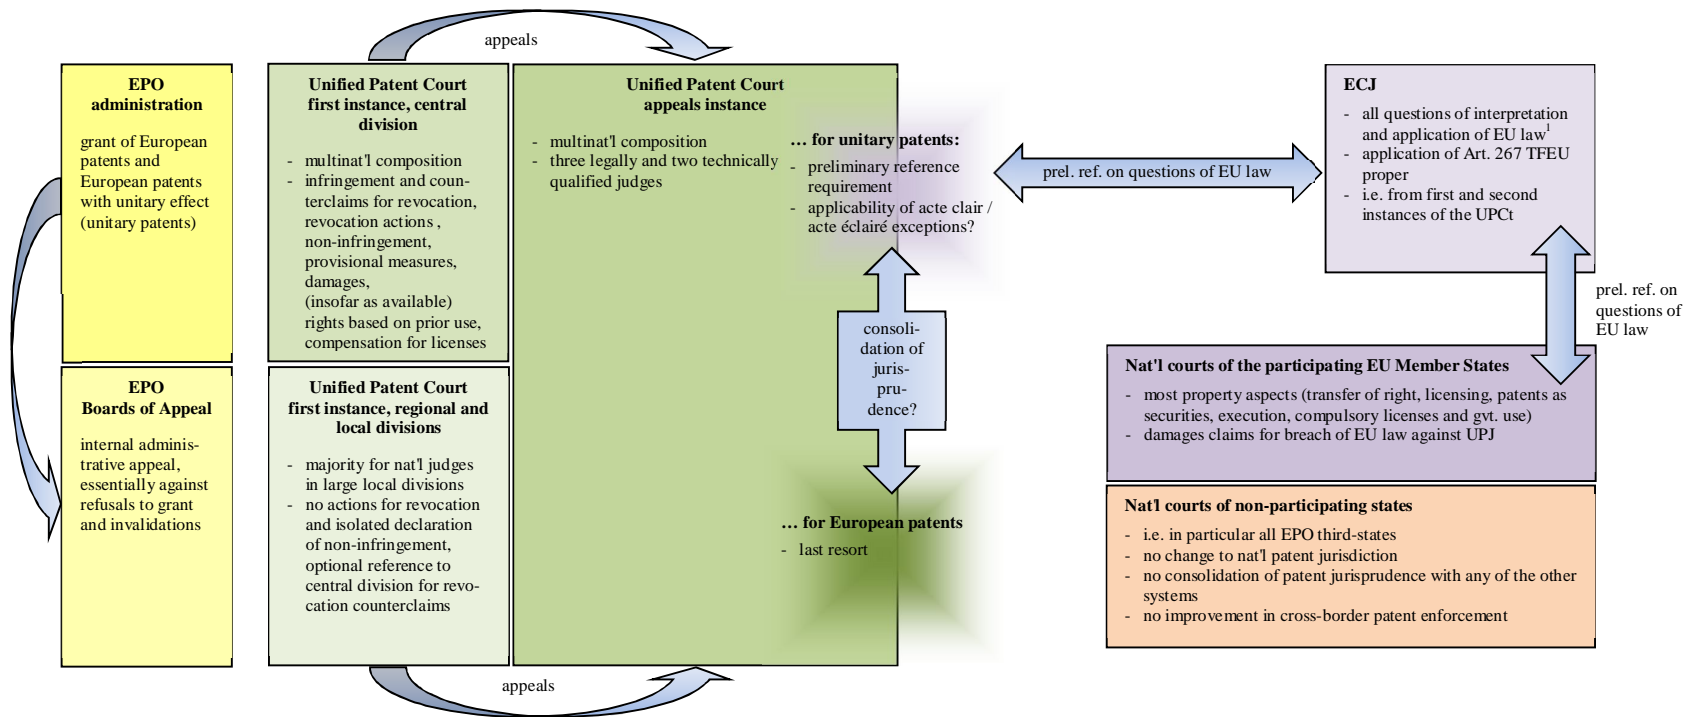 appeals
EPO
administration
grant of European
patents and
European patents
with unitary effect
(unitary patents)
EPO
Boards of Appeal
internal adminis-
trative appeal,
essentially against
refusals to grant
and invalidations
Unified Patent Court
first instance, central
division
- multinat'l composition
- infringement and coun-
terclaims for revocation,
revocation actions ,
non-infringement,
provisional measures,
damages,
(insofar as available)
rights based on prior use,
compensation for licenses
Unified Patent Court
first instance, regional and
local divisions
- majority for nat'l judges
in large local divisions
- no actions for revocation
and isolated declaration
of non-infringement,
optional reference to
central division for revo-
cation counterclaims
appeals
Unified Patent Court
appeals instance
- multinat'l composition
- three legally and two technically
qualified judges
… for unitary patents:
- preliminary reference
requirement
- applicability of acte clair /
acte éclairé exceptions?
consoli-
dation of
juris-
pru-
dence?
… for European patents
- last resort
prel. ref. on questions of EU law
ECJ
- all questions of interpretation
and application of EU law1
- application of Art. 267 TFEU
proper
- i.e. from first and second
instances of the UPCt
prel. ref. on
questions of
EU law
Nat'l courts of the participating EU Member States
- most property aspects (transfer of right, licensing, patents as
securities, execution, compulsory licenses and gvt. use)
- damages claims for breach of EU law against UPJ
Nat'l courts of non-participating states
- i.e. in particular all EPO third-states
- no change to nat'l patent jurisdiction
- no consolidation of patent jurisprudence with any of the other
systems
- no improvement in cross-border patent enforcement